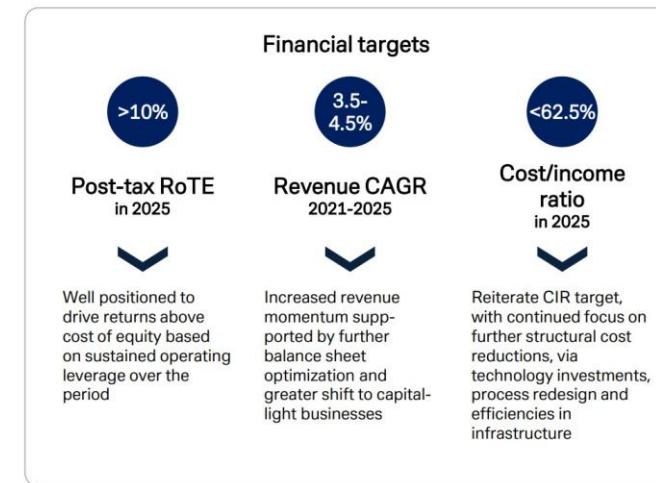 Financial targets
>10%
Post-tax RoTE
in 2025
Well positioned to
drive returns above
cost of equity based
on sustained operating
leverage over the
period
3.5-
4.5%
Revenue CAGR
2021-2025
Increased revenue
momentum supp-
ported by further
balance sheet
optimization and
greater shift to capital-
light businesses
<62.5%
Cost/income
ratio
in 2025
Reiterate CIR target,
with continued focus on
further structural cost
reductions, via
technology investments,
process redesign and
efficiencies in
infrastructure